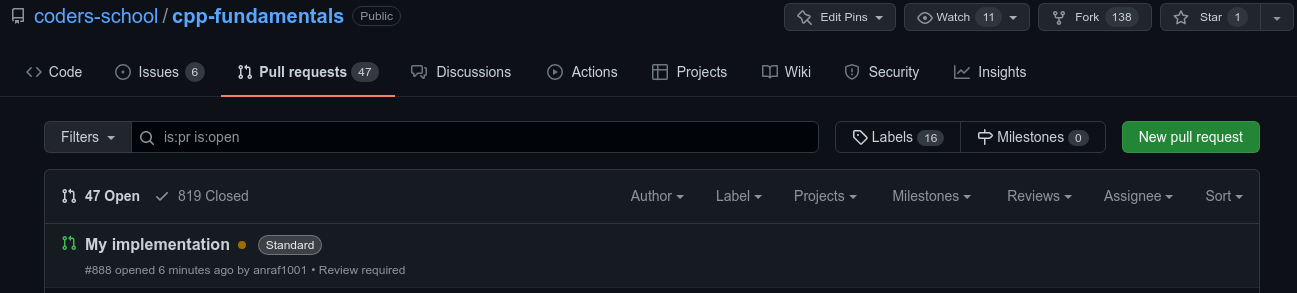 coders-school / cpp-fundamentals Public Edit Pins Watch 11 Fork 138 Star 1
Code Issues 6 Pull requests 47 Discussions Actions Projects Wiki Security Insights
Filters is:pr is:open Labels 16 Milestones 0 New pull request
47 Open 819 Closed Author Label Projects Milestones Reviews Assignee Sort
My implementation Standard
#888 opened 6 minutes ago by anraf1001 • Review required